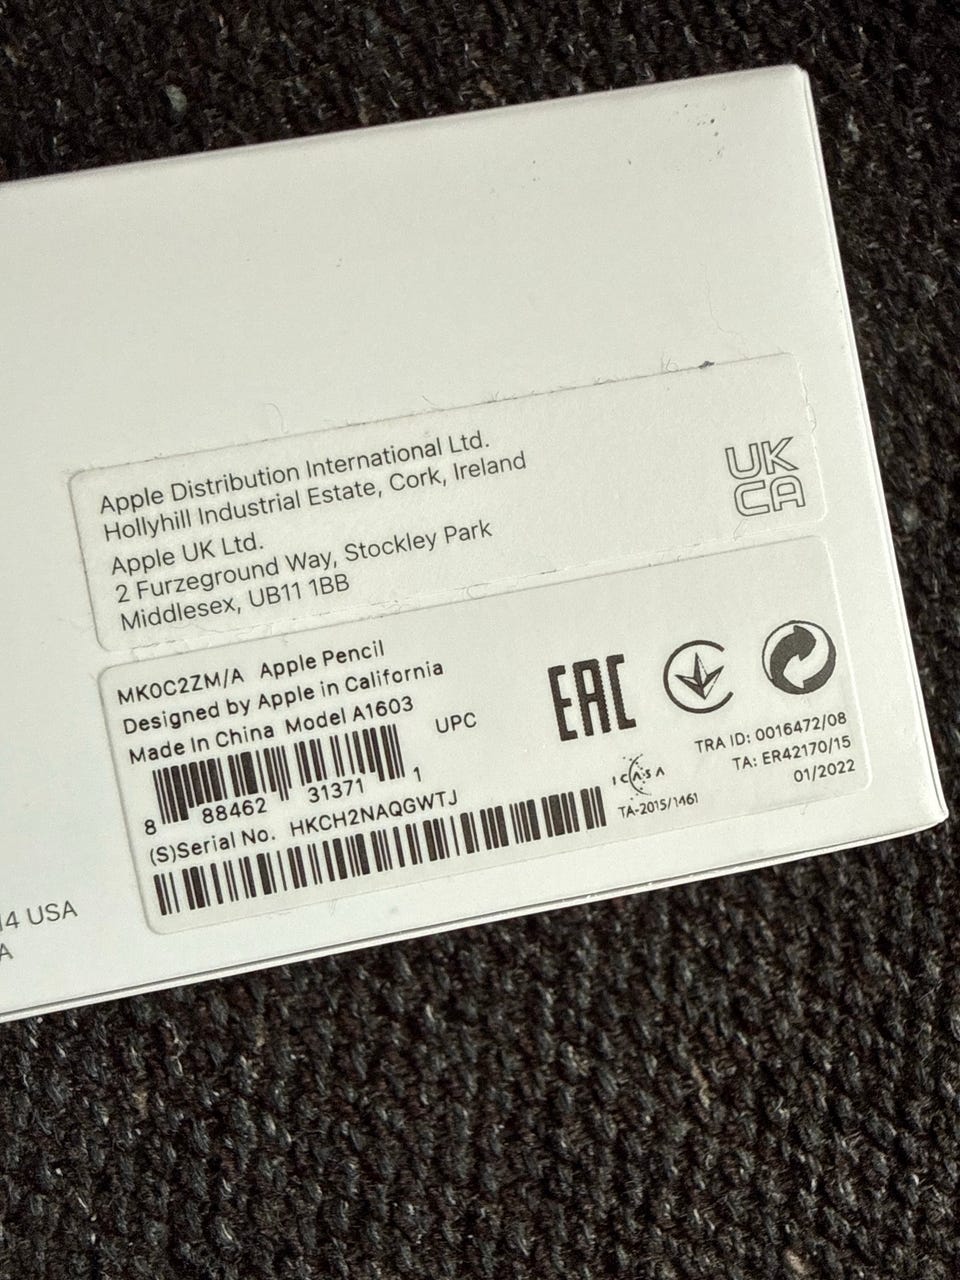 Apple Distribution International Ltd.
Hollyhill Industrial Estate, Cork, Ireland
Apple UK Ltd.
2 Furzeground Way, Stockley Park
Middlesex, UB11 1BB
UK
CA
MK0C2ZM/A Apple Pencil
Designed by Apple in California
Made In China Model A1603
UPC
8 88462 31371 1
(S)Serial No. HKCH2NAQGWTJ
EAC
ICASA
TA-2015/1461
TRA ID: 0016472/08
TA: ER42170/15
01/2022
14 USA
A